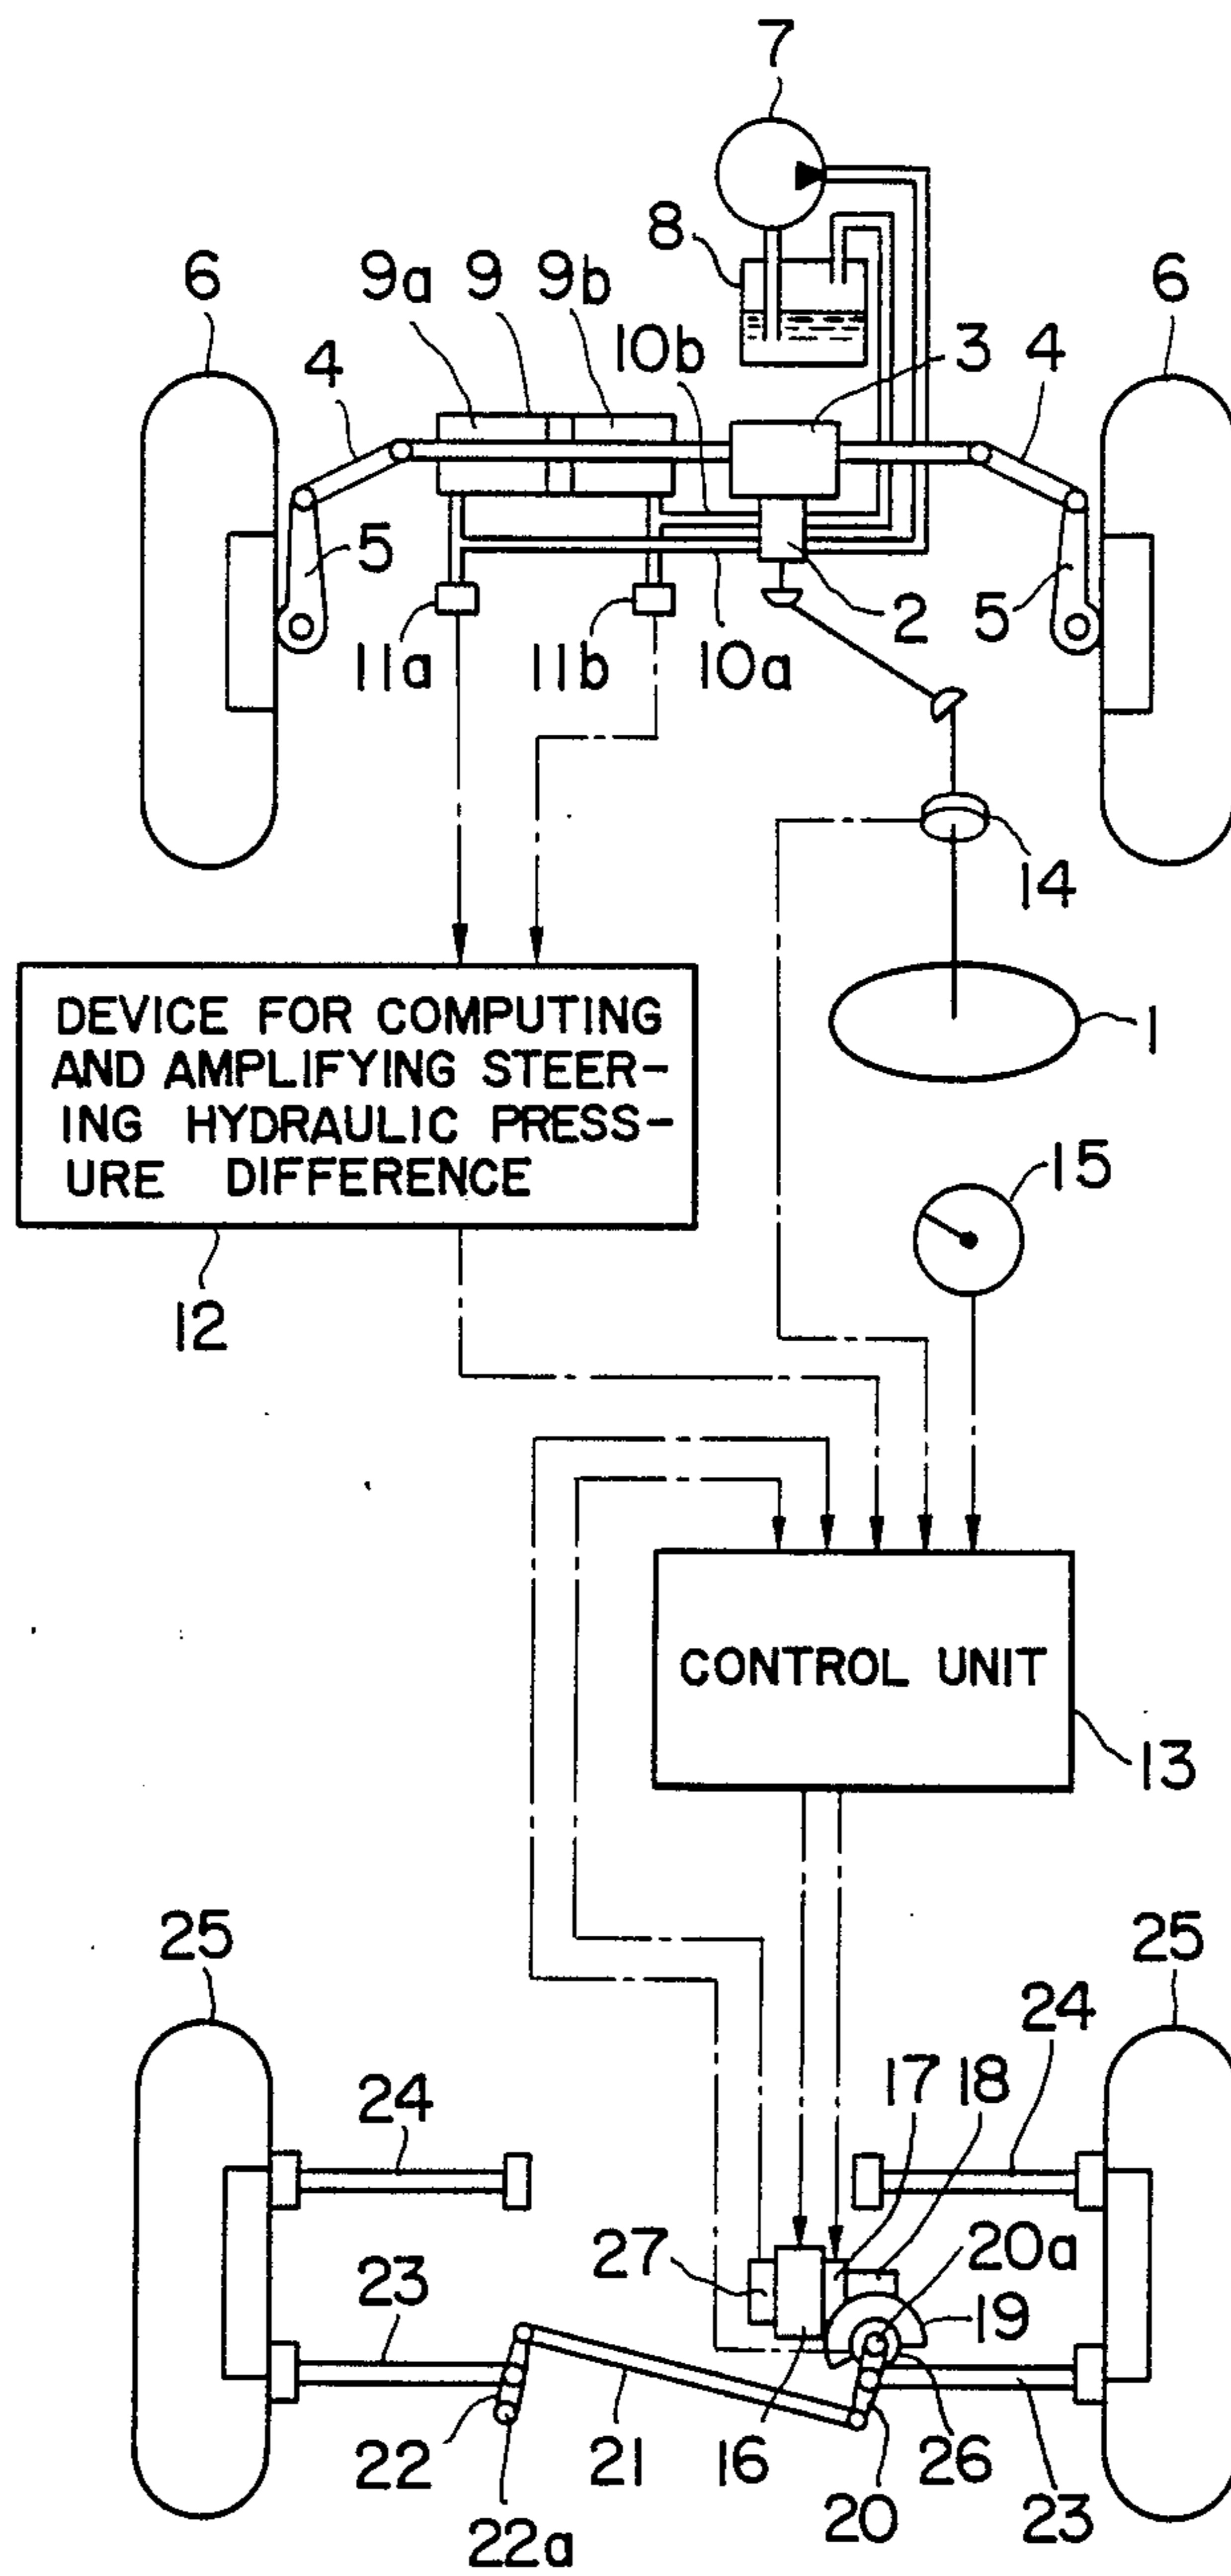 7
8
6
9a 9 9b
6
4
10b
3 4
5
11a
11b
10a
2
5
14
DEVICE FOR COMPUTING
AND AMPLIFYING STEER-
ING HYDRAULIC PRESS-
URE DIFFERENCE
1
15
12
CONTROL UNIT
13
25
25
24
17 18
24
27
20a
23
19
22
21
16
26
20
23
22a